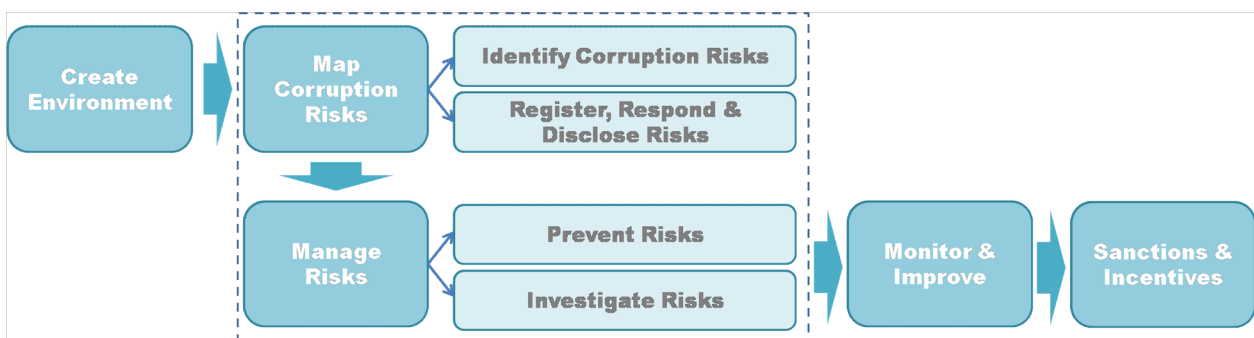 Create
Environment
Map
Corruption
Risks
Identify Corruption Risks
Register, Respond &
Disclose Risks
Manage
Risks
Prevent Risks
Investigate Risks
Monitor &
Improve
Sanctions &
Incentives